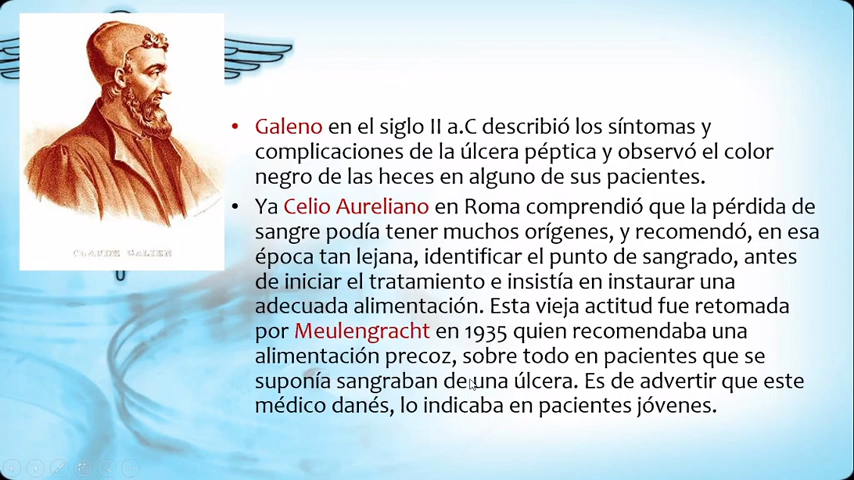 CLAUDE GALIEN
• Galeno en el siglo II a.C describió los síntomas y
complicaciones de la úlcera péptica y observó el color
negro de las heces en alguno de sus pacientes.
• Ya Celio Aureliano en Roma comprendió que la pérdida de
sangre podía tener muchos orígenes, y recomendó, en esa
época tan lejana, identificar el punto de sangrado, antes
de iniciar el tratamiento e insistía en instaurar una
adecuada alimentación. Esta vieja actitud fue retomada
por Meulengracht en 1935 quien recomendaba una
alimentación precoz, sobre todo en pacientes que se
suponía sangraban de una úlcera. Es de advertir que este
médico danés, lo indicaba en pacientes jóvenes.